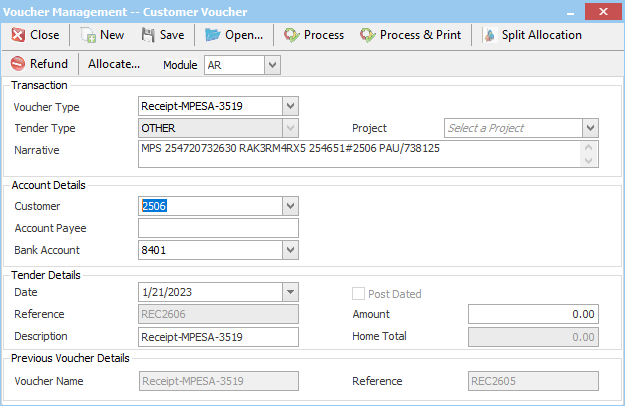 Voucher Management -- Customer Voucher
Close New Save Open... Process Process & Print Split Allocation
Refund Allocate... Module AR
Transaction
Voucher Type Receipt-MPESA-3519
Tender Type OTHER Project Select a Project
Narrative MPS 254720732630 RAK3RM4RX5 254651#2506 PAU/738125
Account Details
Customer 2506
Account Payee
Bank Account 8401
Tender Details
Date 1/21/2023 Post Dated
Reference REC2606 Amount 0.00
Description Receipt-MPESA-3519 Home Total 0.00
Previous Voucher Details
Voucher Name Receipt-MPESA-3519 Reference REC2605